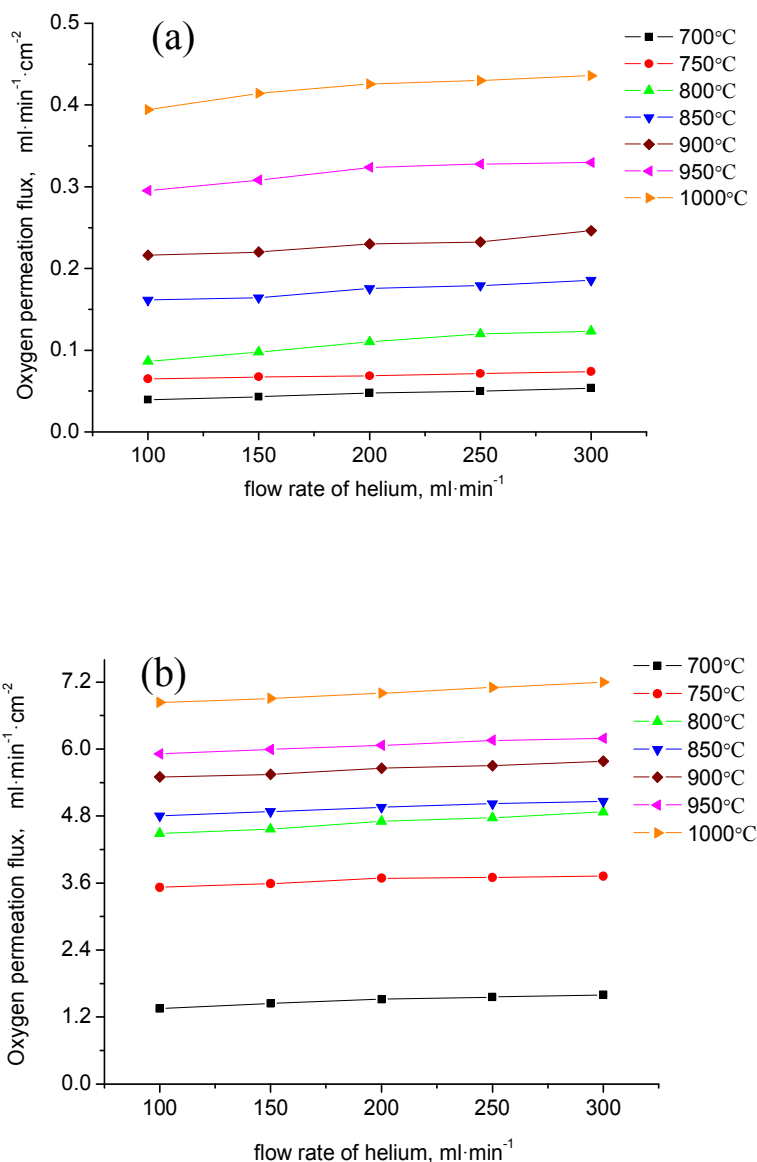 (a)
Oxygen permeation flux, ml·min⁻¹·cm⁻²
0.5
0.4
0.3
0.2
0.1
0.0
100 150 200 250 300
flow rate of helium, ml·min⁻¹
700°C
750°C
800°C
850°C
900°C
950°C
1000°C
(b)
Oxygen permeation flux, ml·min⁻¹·cm⁻²
7.2
6.0
4.8
3.6
2.4
1.2
0.0
100 150 200 250 300
flow rate of helium, ml·min⁻¹
700°C
750°C
800°C
850°C
900°C
950°C
1000°C